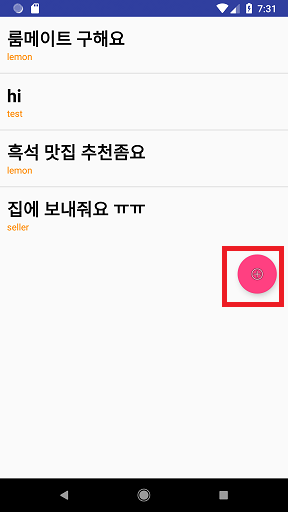 7:31
룸메이트 구해요
lemon
hi
test
흑석 맛집 추천좀요
lemon
집에 보내줘요 ㅠㅠ
seller